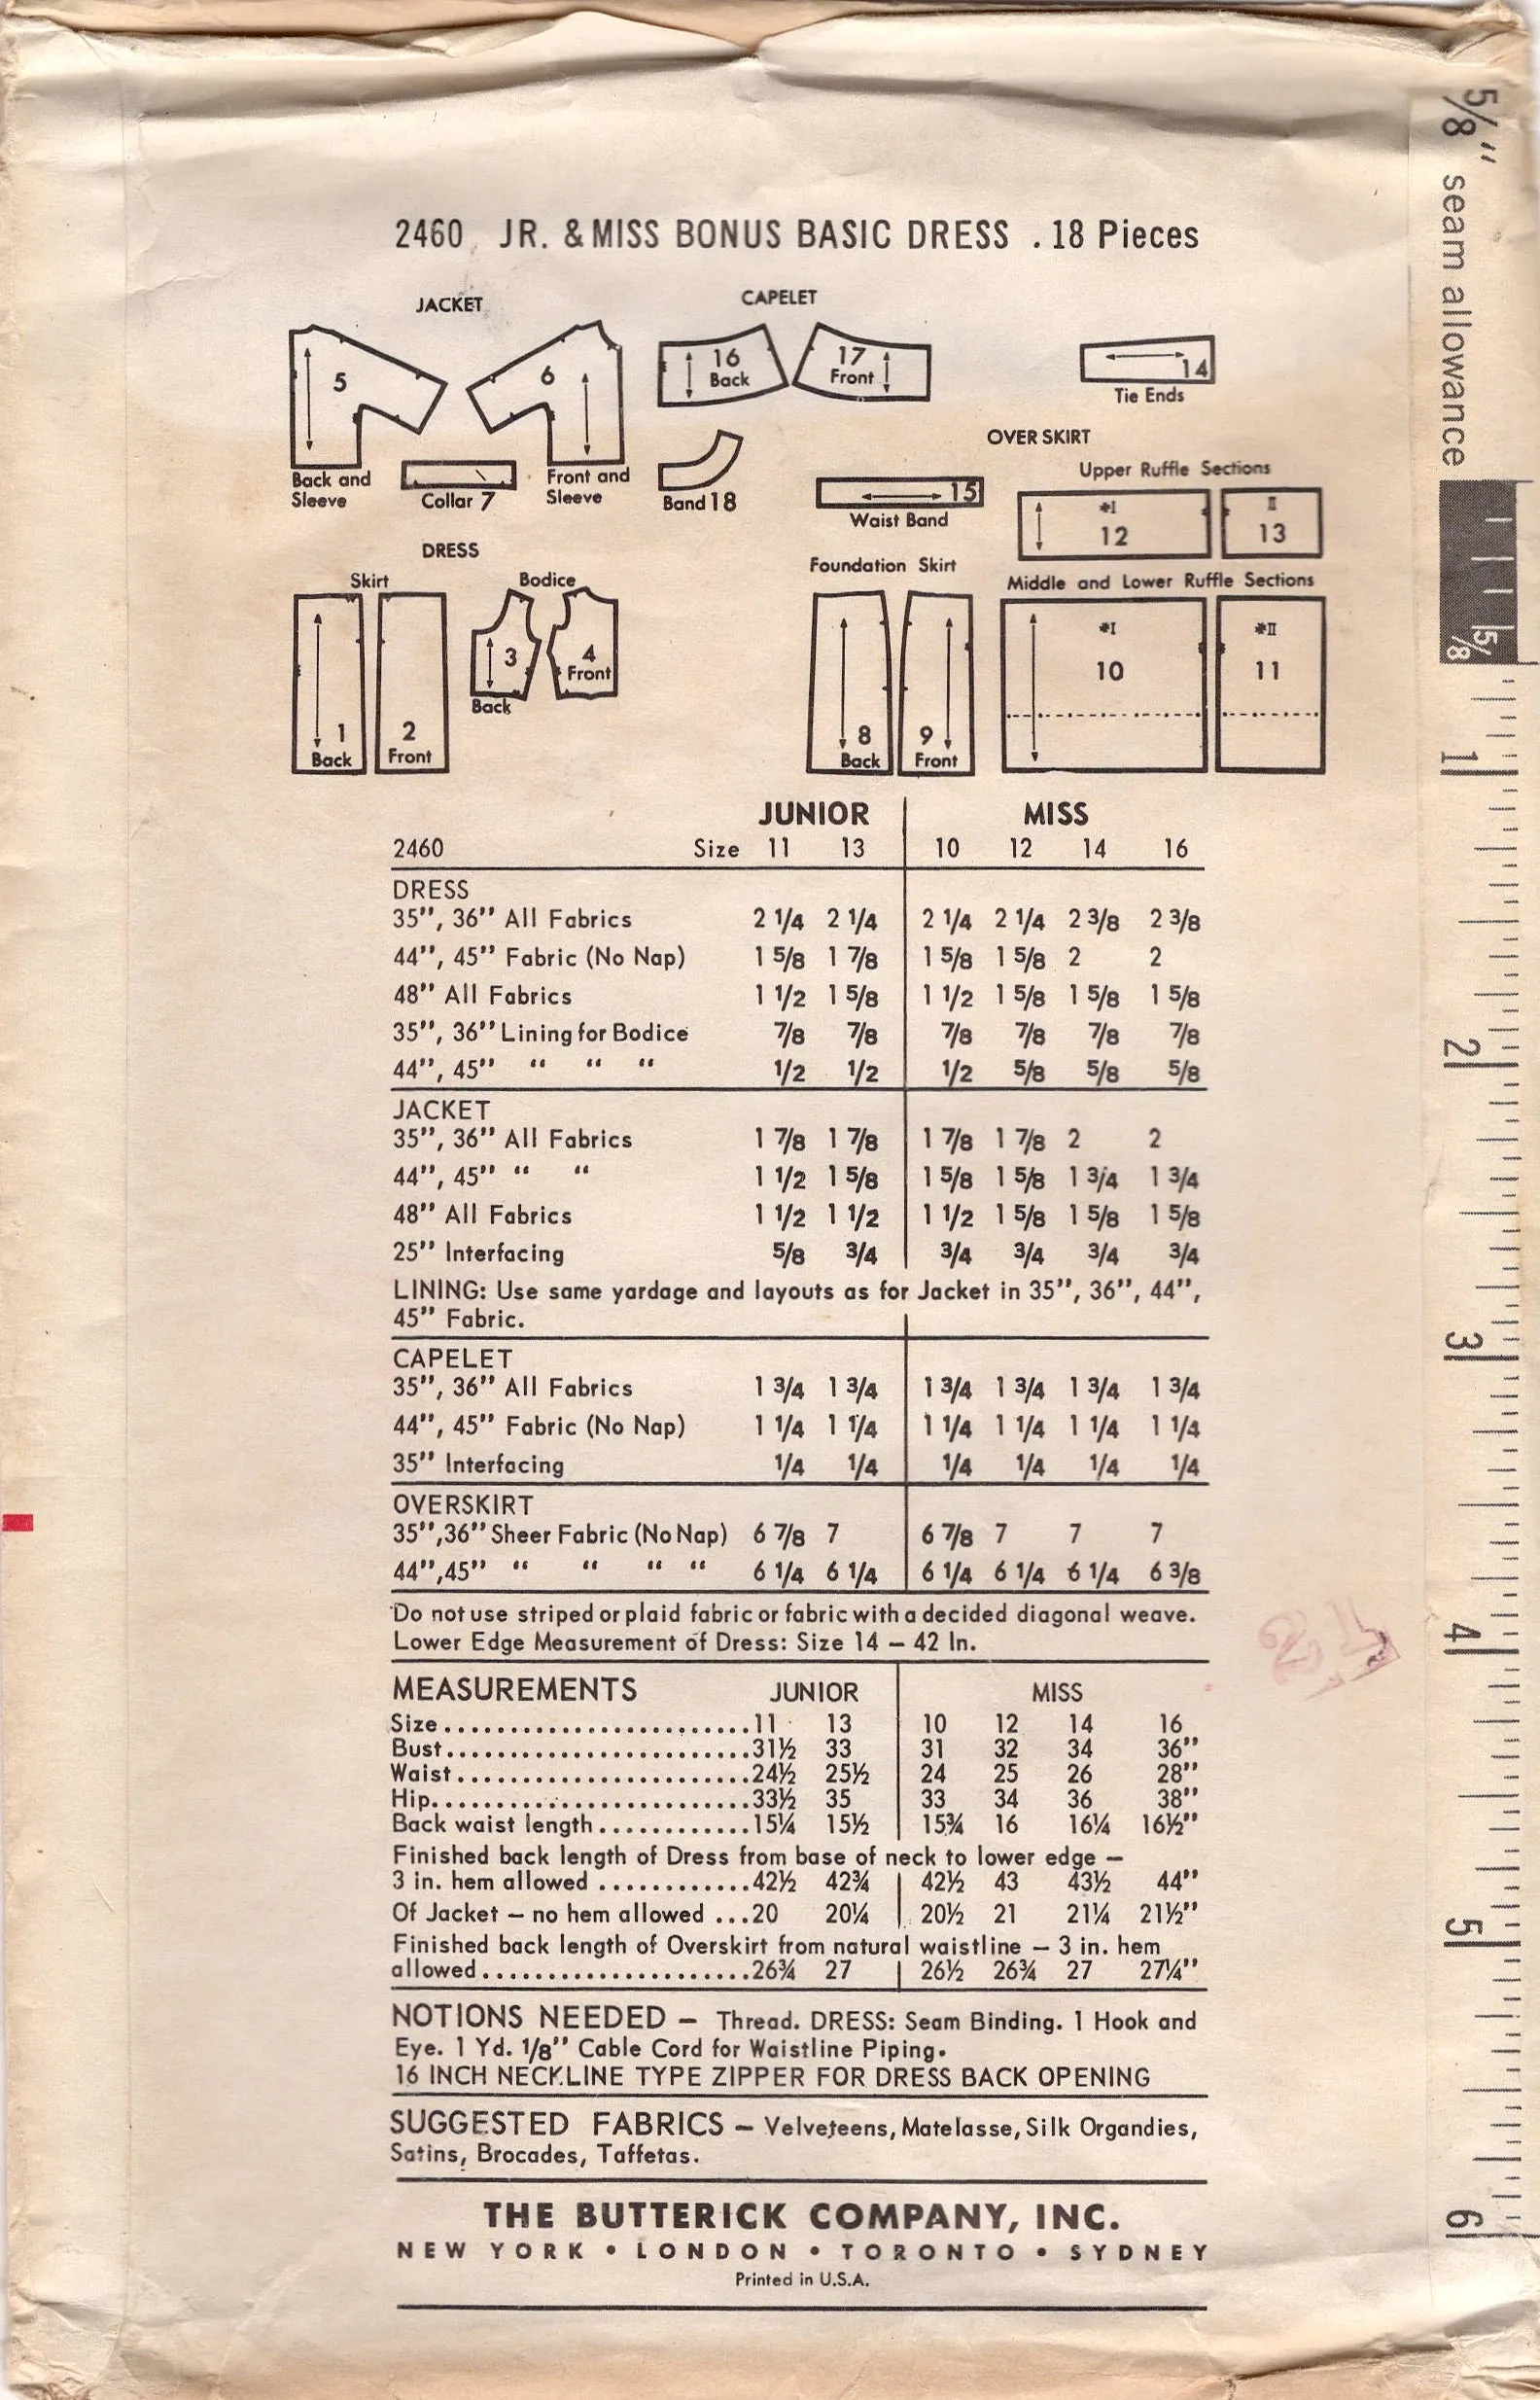 2460 JR. & MISS BONUS BASIC DRESS . 18 Pieces
JACKET
5
Back and
Sleeve
6
Front and
Sleeve
Collar 7
CAPELET
16
Back
17
Front
Band 18
14
Tie Ends
15
Waist Band
OVER SKIRT
Upper Ruffle Sections
*I
12
II
13
DRESS
Skirt
1
Back
2
Front
Bodice
3
Back
4
Front
Foundation Skirt
8
Back
9
Front
Middle and Lower Ruffle Sections
*I
10
*II
11
JUNIOR MISS
2460 Size 11 13 10 12 14 16
DRESS
35", 36" All Fabrics 2 1/4 2 1/4 2 1/4 2 1/4 2 3/8 2 3/8
44", 45" Fabric (No Nap) 1 5/8 1 7/8 1 5/8 1 5/8 2 2
48" All Fabrics 1 1/2 1 5/8 1 1/2 1 5/8 1 5/8 1 5/8
35", 36" Lining for Bodice 7/8 7/8 7/8 7/8 7/8 7/8
44", 45" “ “ “ 1/2 1/2 1/2 5/8 5/8 5/8
JACKET
35", 36" All Fabrics 1 7/8 1 7/8 1 7/8 1 7/8 2 2
44", 45" “ “ 1 1/2 1 5/8 1 5/8 1 5/8 1 3/4 1 3/4
48" All Fabrics 1 1/2 1 1/2 1 1/2 1 5/8 1 5/8 1 5/8
25" Interfacing 5/8 3/4 3/4 3/4 3/4 3/4
LINING: Use same yardage and layouts as for Jacket in 35", 36", 44",
45" Fabric.
CAPELET
35", 36" All Fabrics 1 3/4 1 3/4 1 3/4 1 3/4 1 3/4 1 3/4
44", 45" Fabric (No Nap) 1 1/4 1 1/4 1 1/4 1 1/4 1 1/4 1 1/4
35" Interfacing 1/4 1/4 1/4 1/4 1/4 1/4
OVERSKIRT
35",36" Sheer Fabric (No Nap) 6 7/8 7 6 7/8 7 7 7
44",45" “ “ “ “ 6 1/4 6 1/4 6 1/4 6 1/4 6 1/4 6 3/8
Do not use striped or plaid fabric or fabric with a decided diagonal weave.
Lower Edge Measurement of Dress: Size 14 – 42 In.
MEASUREMENTS JUNIOR MISS
Size........................11 13 10 12 14 16
Bust........................31½ 33 31 32 34 36"
Waist.......................24½ 25½ 24 25 26 28"
Hip.........................33½ 35 33 34 36 38"
Back waist length............15¼ 15½ 15¾ 16 16¼ 16½"
Finished back length of Dress from base of neck to lower edge –
3 in. hem allowed ............42½ 42¾ 42½ 43 43½ 44"
Of Jacket – no hem allowed ...20 20¼ 20½ 21 21¼ 21½"
Finished back length of Overskirt from natural waistline – 3 in. hem
allowed.....................26¾ 27 26½ 26¾ 27 27¼"
NOTIONS NEEDED – Thread. DRESS: Seam Binding. 1 Hook and
Eye. 1 Yd. 1/8" Cable Cord for Waistline Piping.
16 INCH NECKLINE TYPE ZIPPER FOR DRESS BACK OPENING
SUGGESTED FABRICS – Velveteens, Matelasse, Silk Organdies,
Satins, Brocades, Taffetas.
THE BUTTERICK COMPANY, INC.
NEW YORK • LONDON • TORONTO • SYDNEY
Printed in U.S.A.
5/8" seam allowance
5/8
1
2
3
4
5
6